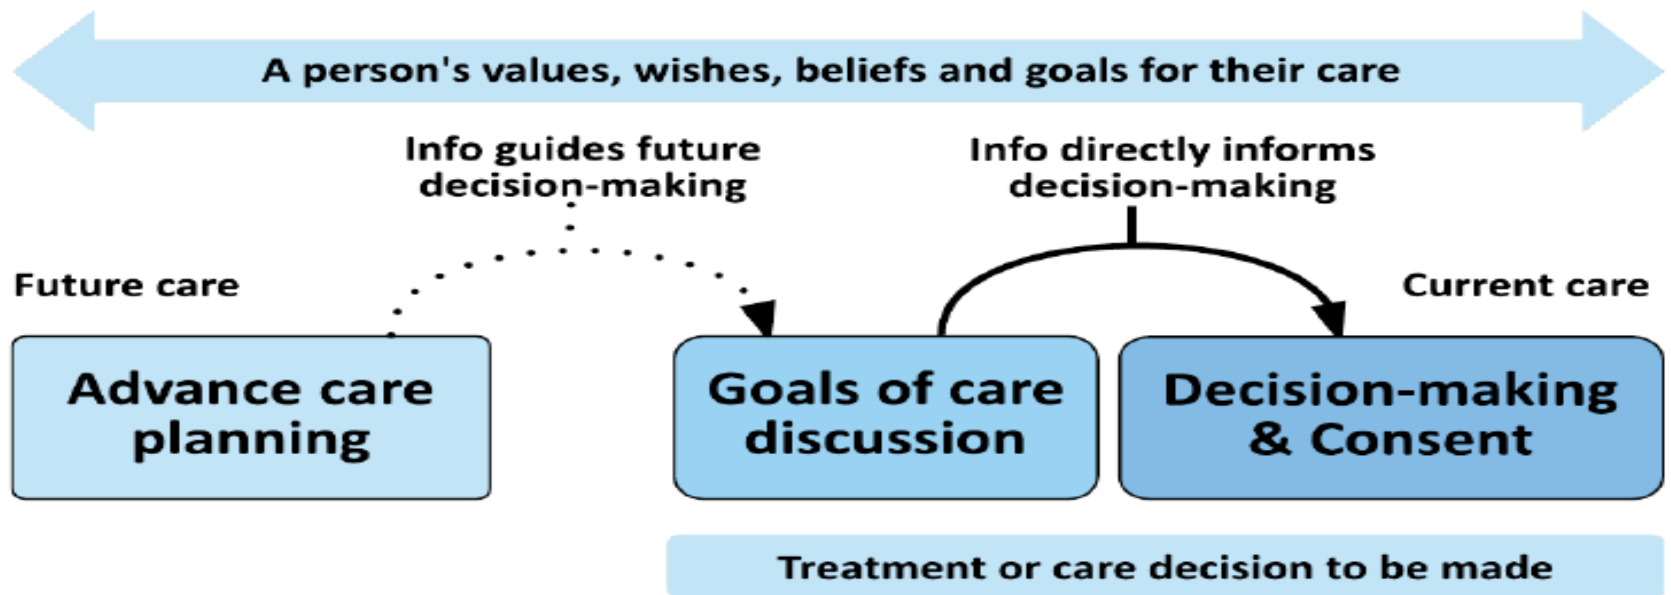 A person's values, wishes, beliefs and goals for their care
Info guides future
decision-making
Info directly informs
decision-making
Future care
Current care
Advance care
planning
Goals of care
discussion
Decision-making
& Consent
Treatment or care decision to be made